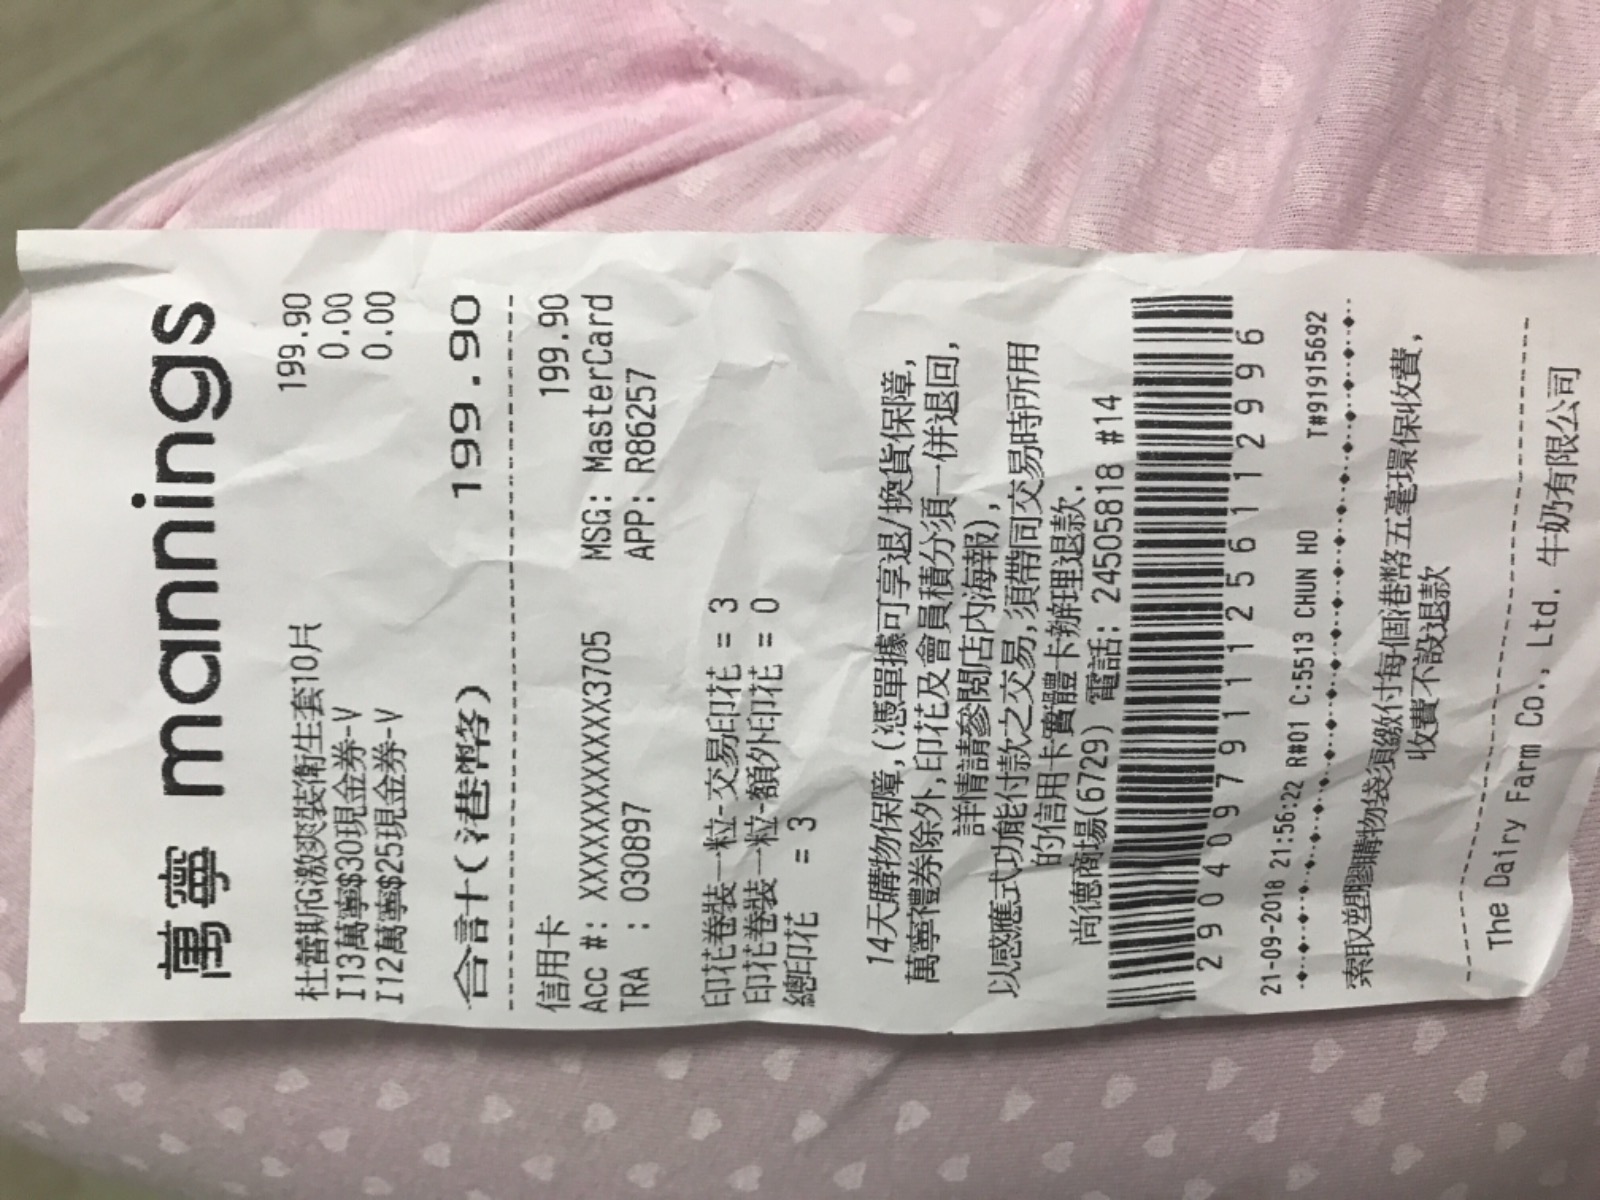 萬寧 mannings
杜蕾斯JG激爽裝衛生套10片 199.90
I13萬寧$30現金券-V 0.00
I12萬寧$25現金券-V 0.00
合計(港幣) 199.90
信用卡 199.90
ACC #: XXXXXXXXXXXX3705 MSG: MasterCard
TRA : 030897 APP: R86257
印花卷裝一粒-交易印花 = 3
印花卷裝一粒-額外印花 = 0
總印花 = 3
14天購物保障,(憑單據可享退/換貨保障,
萬寧禮券除外,印花及會員積分須一併退回,
詳情請參閱店內海報),
以感應式功能付款之交易,須帶同交易時所用
的信用卡實體卡辦理退款.
尚德商場(6729) 電話: 24505818 #14
2904097911125611 2996
21-09-2018 21:56:22 R#01 C:5513 CHUN HO T#91915692
索取塑膠購物袋須繳付每個港幣五毫環保收費,
收費不設退款
The Dairy Farm Co., Ltd. 牛奶有限公司